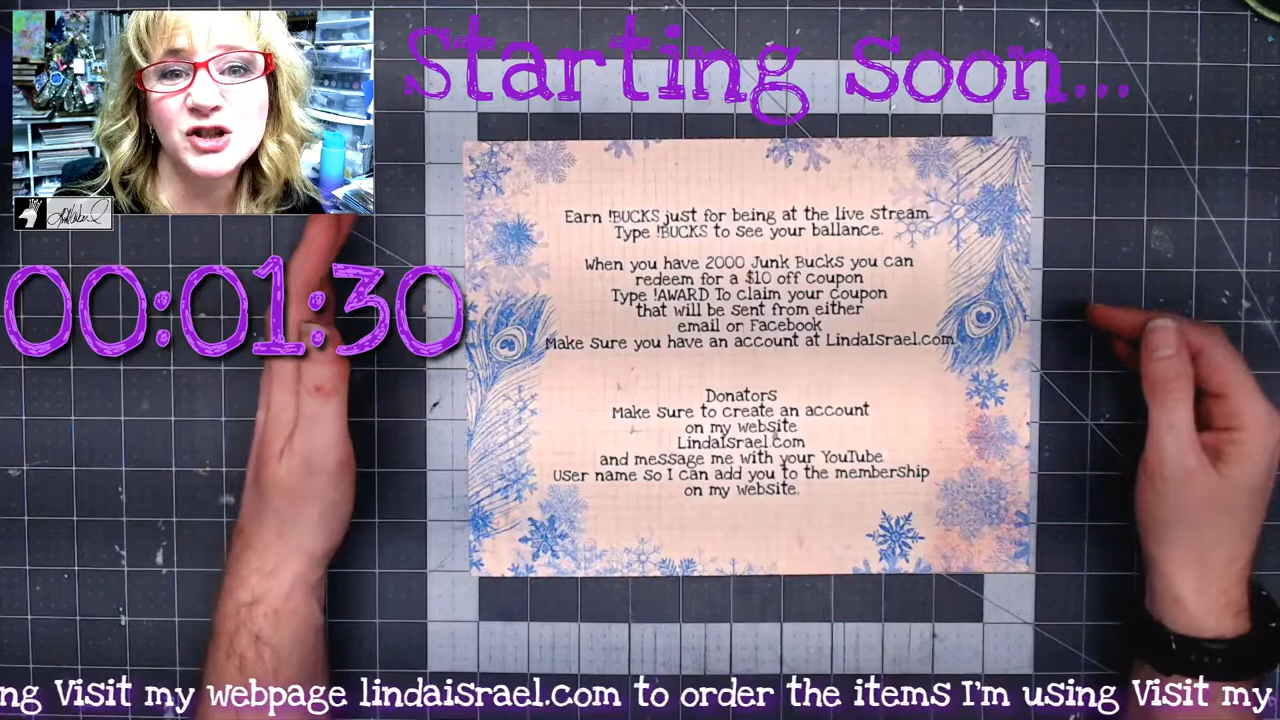 Starting Soon...
00:01:30
Earn !BUCKS just for being at the live stream.
Type !BUCKS to see your ballance.
When you have 2000 Junk Bucks you can
redeem for a $10 off coupon
Type !AWARD To claim your coupon
that will be sent from either
email or Facebook
Make sure you have an account at LindaIsrael.com
Donators
Make sure to create an account
on my website
LindaIsrael.Com
and message me with your YouTube
User name so I can add you to the membership
on my website.
ng Visit my webpage lindaisrael.com to order the items I'm using Visit my